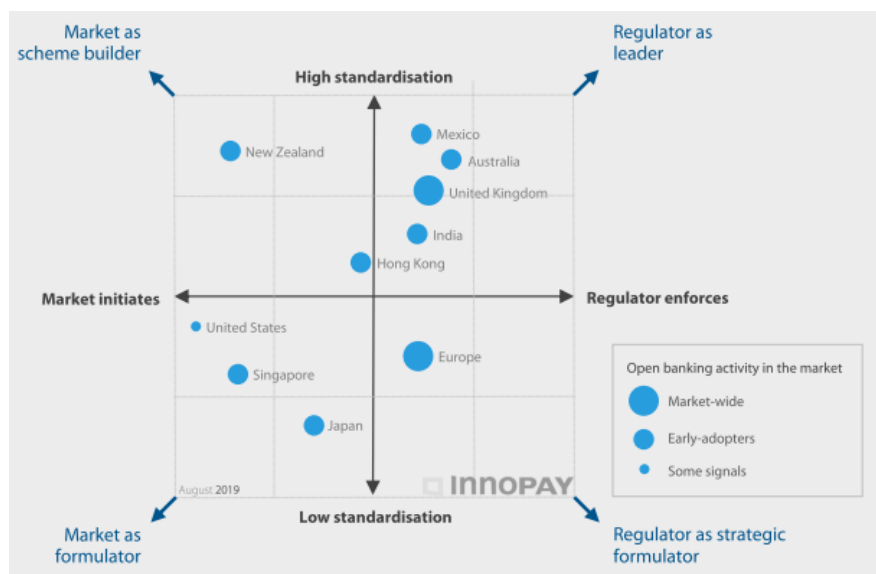 Market as
scheme builder
Regulator as
leader
High standardisation
New Zealand
Mexico
Australia
United Kingdom
India
Hong Kong
Market initiates
Regulator enforces
United States
Singapore
Europe
Japan
Open banking activity in the market
Market-wide
Early-adopters
Some signals
August 2019
INNOPAY
Low standardisation
Market as
formulator
Regulator as strategic
formulator